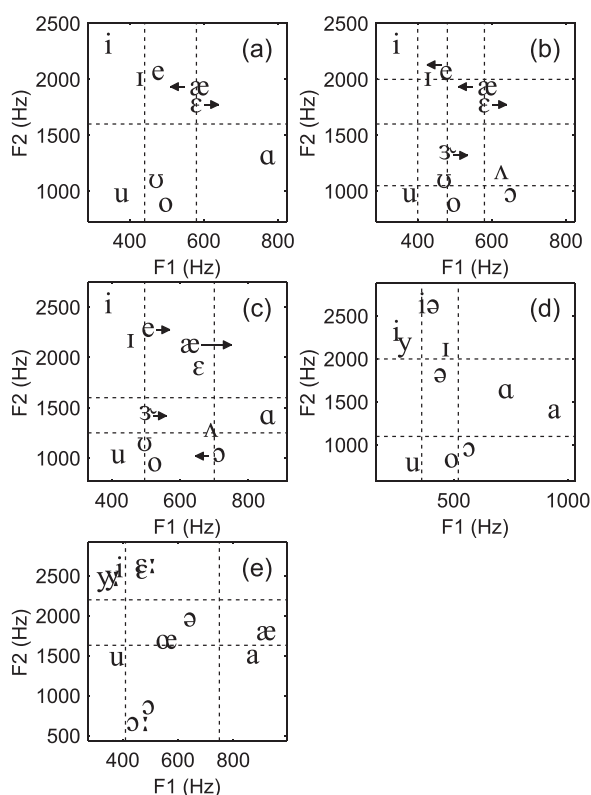 2500
i
(a)
2000
ɪ e
æ
ɛ
1500
ɑ
ʊ
1000
u
o
F2 (Hz)
400 600 800
F1 (Hz)
2500
i
(b)
2000
ɪ e
æ
ɛ
1500
ɝ
ʌ
ʊ
1000
u
o
ɔ
F2 (Hz)
400 600 800
F1 (Hz)
2500
i
(c)
e
ɪ
æ
2000
ɛ
1500
ɝ
ɑ
ʊ
ʌ
1000
u
o
ɔ
F2 (Hz)
400 600 800
F1 (Hz)
iə
(d)
2500
i
y
ɪ
2000
ə
ɑ
1500
a
1000
ɔ
u
o
F2 (Hz)
500 1000
F1 (Hz)
2500
yy
i
ɛː
(e)
2000
ə
œ
æ
1500
u
a
1000
ɔ
ɔː
500
F2 (Hz)
400 600 800
F1 (Hz)